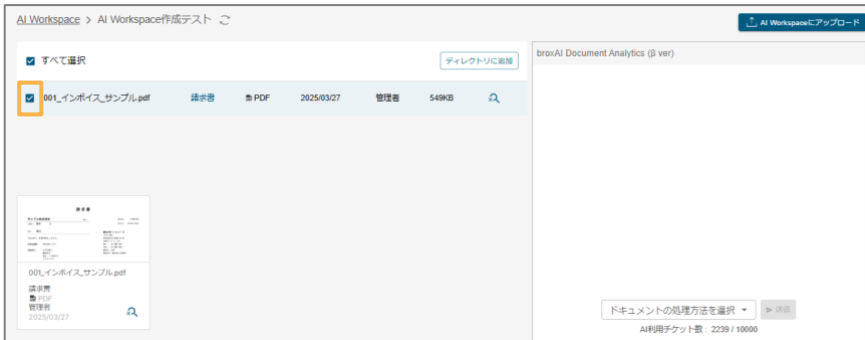 AI Workspace > AI Workspace作成テスト
AI Workspaceにアップロード
すべて選択
ディレクトリに追加
broxAI Document Analytics (β ver)
001_インボイス_サンプル.pdf 請求書 PDF 2025/03/27 管理者 549KB
請求書
001_インボイス_サンプル.pdf
請求書
PDF
管理者
2025/03/27
ドキュメントの処理方法を選択
送信
AI利用チケット数 : 2239 / 10000